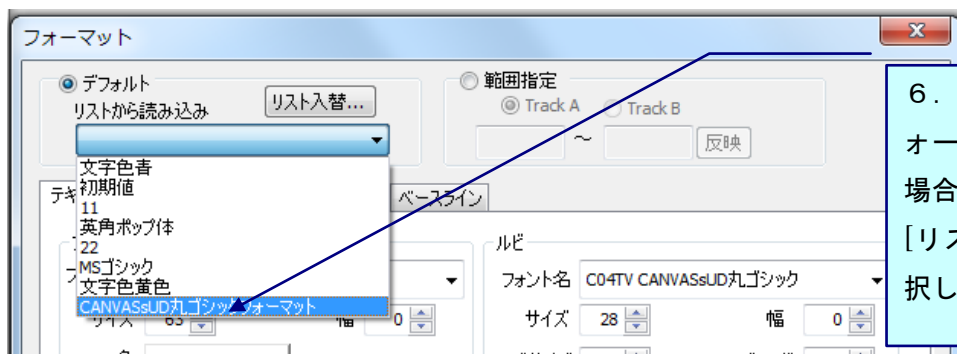 フォーマット
デフォルト
リストから読み込み
リスト入替...
範囲指定
Track A
Track B
~
反映
文字色青
初期値
11
英角ポップ体
22
MSゴシック
文字色黄色
CANVASsUD丸ゴシックフォーマット
テキ
ベースライン
サイズ 63
幅 0
ルビ
フォント名 C04TV CANVASsUD丸ゴシック
サイズ 28
幅 0
6.
ォー
場合
[リス
択し